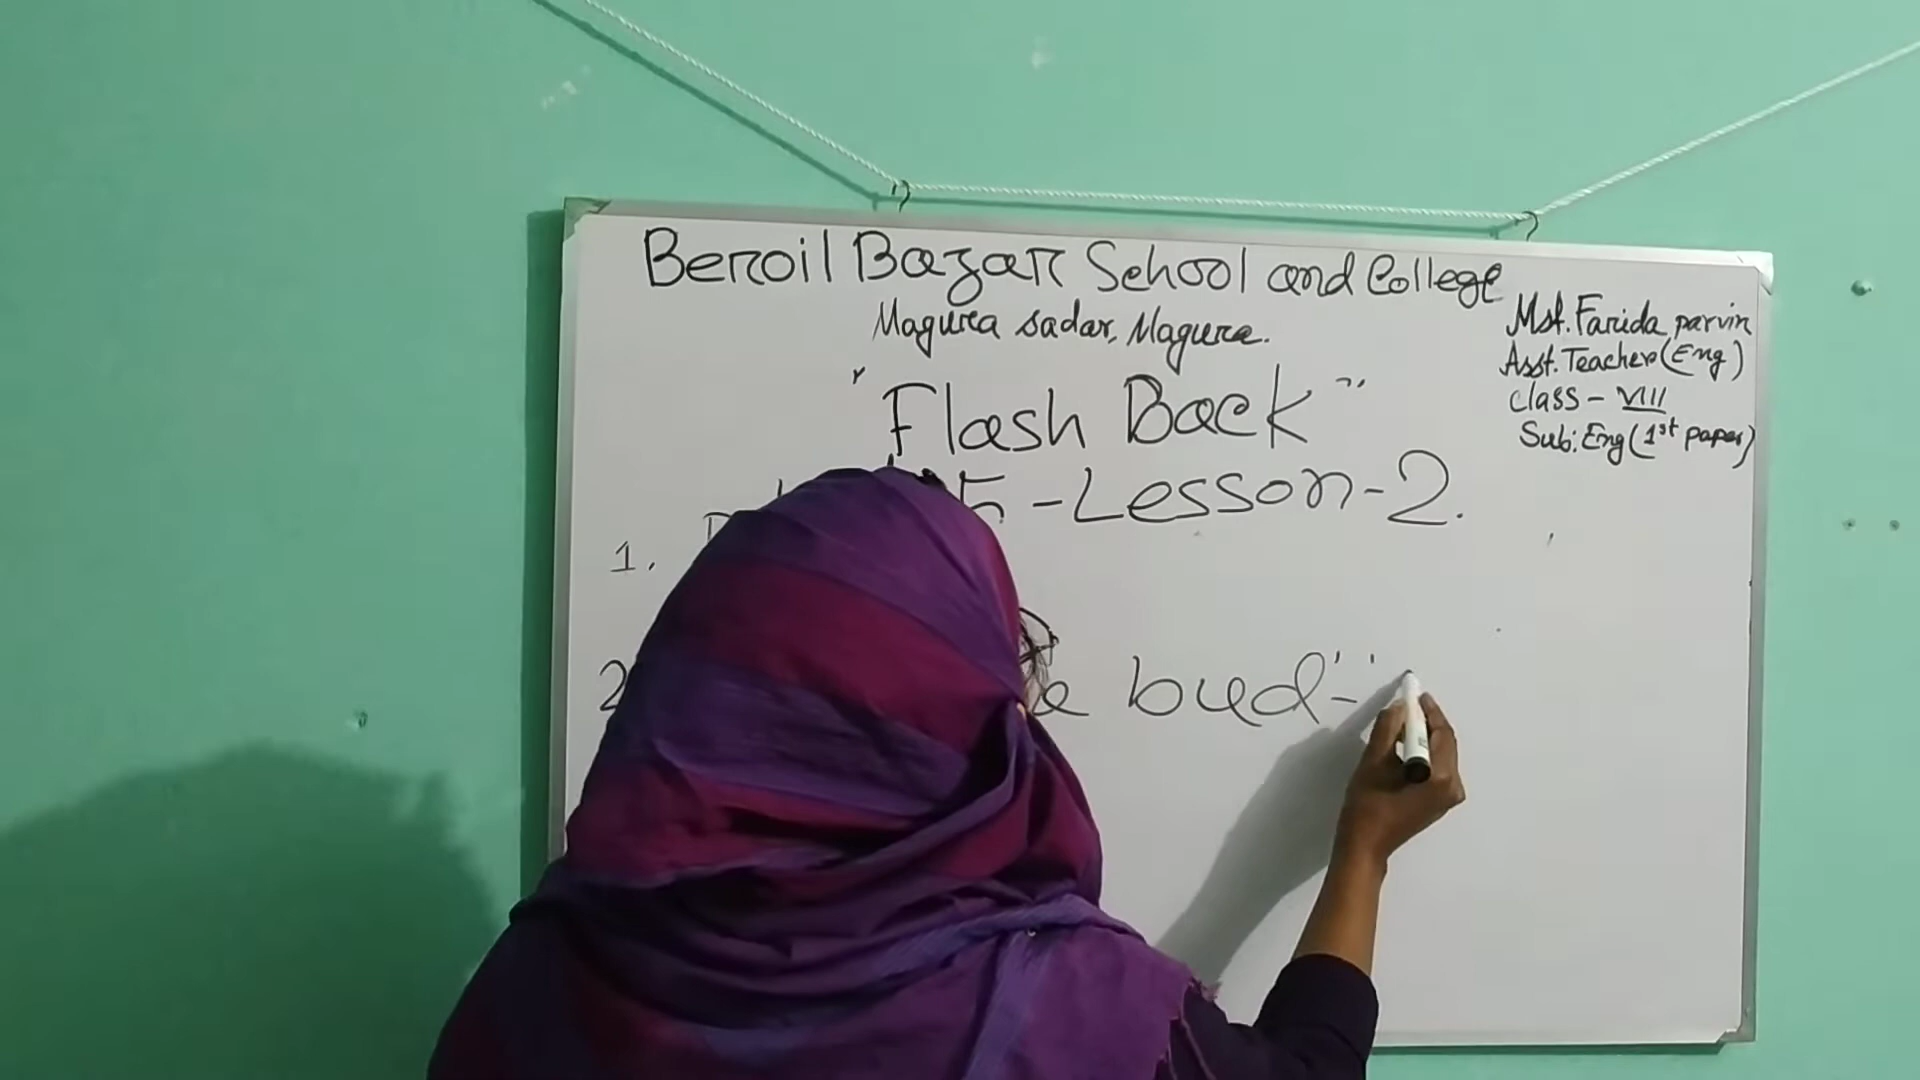 Beroil Bazar School and College
Magura sadar, Magura.
"Flash Back"
5 - Lesson - 2.
1.
2 bud"-"
Mst. Farida parvin
Asst. Teacher (Eng)
Class - VIII
Sub: Eng (1st paper)